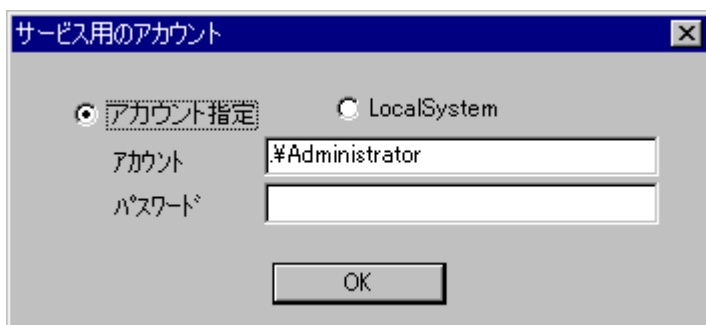 サービス用のアカウント
アカウント指定 LocalSystem
アカウント .¥Administrator
パスワード
OK